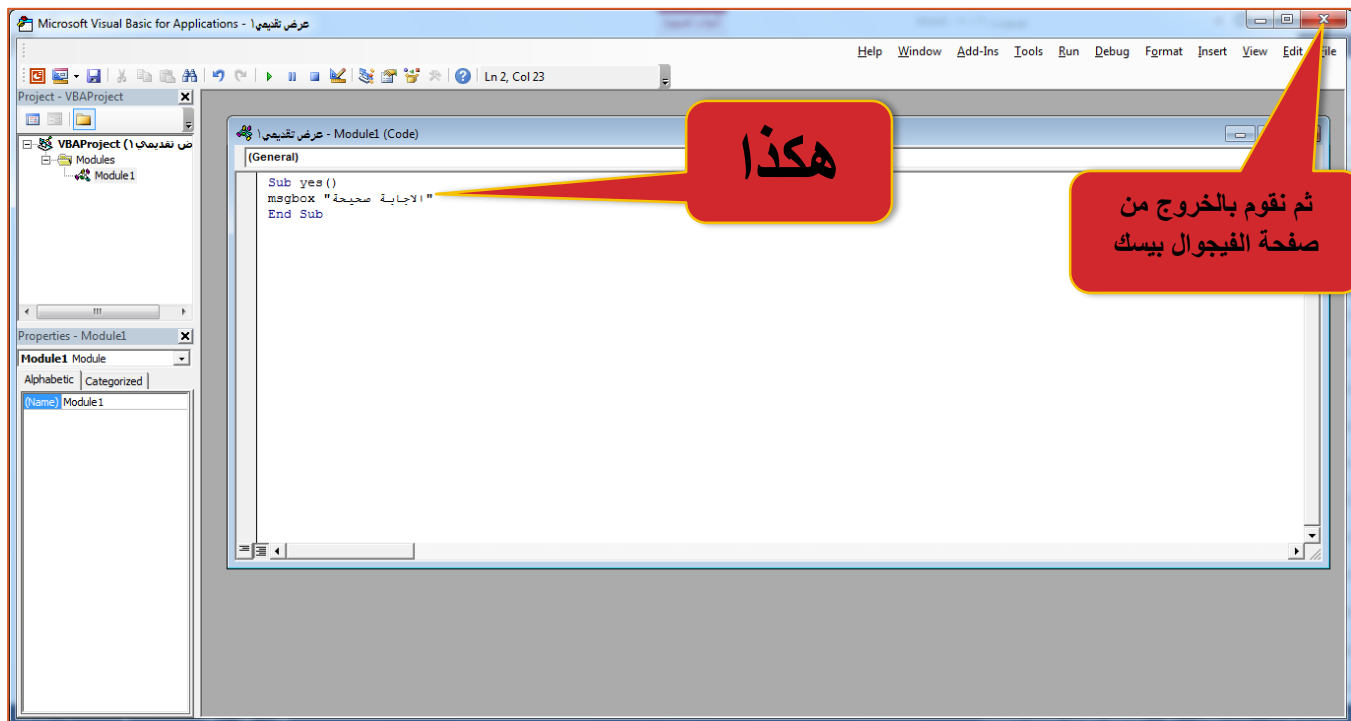 Microsoft Visual Basic for Applications - عرض تقديمي١
Help Window Add-Ins Tools Run Debug Format Insert View Edit File
Ln 2, Col 23
Project - VBAProject
VBAProject (ض تقديمي١
Modules
Module1
Properties - Module1
Module1 Module
Alphabetic Categorized
(Name) Module1
عرض تقديمي١ - Module1 (Code)
(General)
Sub yes()
msgbox "الاجابة صحيحة"
End Sub
هكذا
ثم نقوم بالخروج من
صفحة الفيجوال بيسك